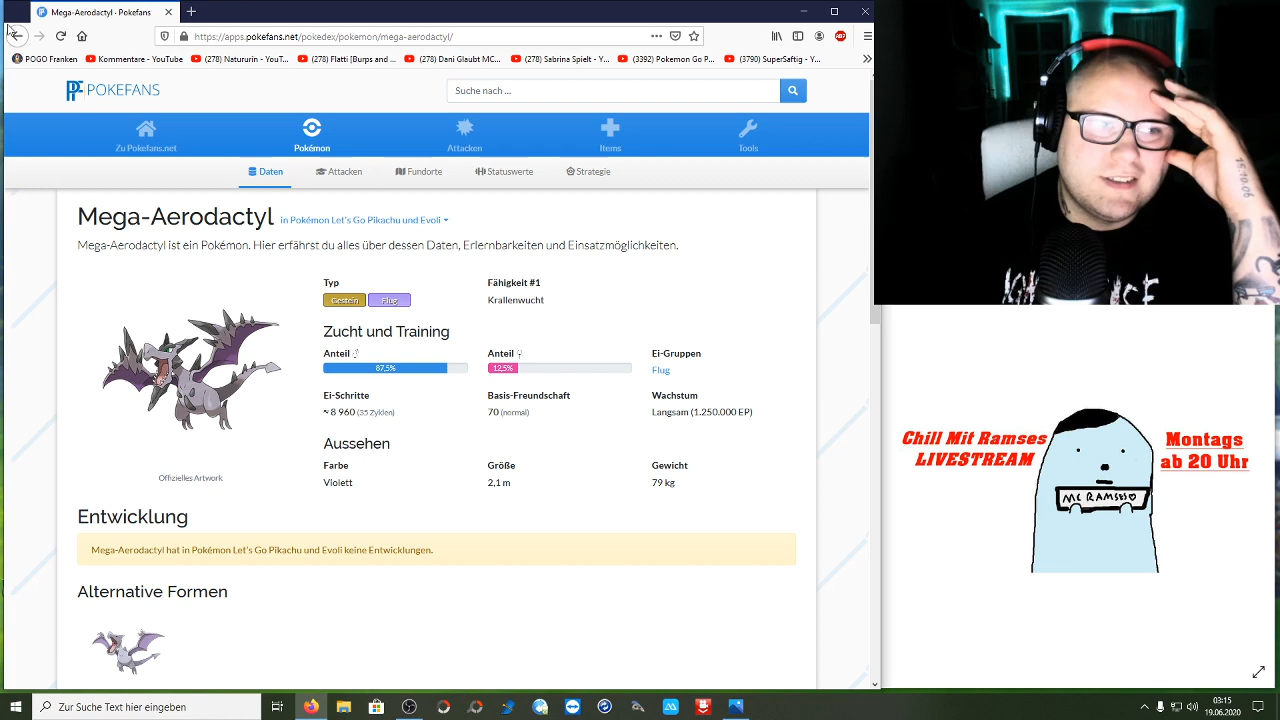 Mega-Aerodactyl · Pokefans
https://apps.pokefans.net/pokedex/pokemon/mega-aerodactyl/
POGO Franken
Kommentare - YouTube
(278) Natururin - YouT...
(278) Flatti [Burps and ...
(278) Dani Glaubt MC...
(278) Sabrina Spielt - Y...
(3392) Pokemon Go P...
(3790) SuperSaftig - Y...
POKEFANS
Suche nach ...
Zu Pokefans.net
Pokémon
Attacken
Items
Tools
Daten
Attacken
Fundorte
Statuswerte
Strategie
Mega-Aerodactyl in Pokémon Let's Go Pikachu und Evoli
Mega-Aerodactyl ist ein Pokémon. Hier erfährst du alles über dessen Daten, Erlernbarkeiten und Einsatzmöglichkeiten.
Typ
Fähigkeit #1
Gestein
Flug
Krallenwucht
Zucht und Training
Anteil ♂
Anteil ♀
Ei-Gruppen
87,5%
12,5%
Flug
Ei-Schritte
Basis-Freundschaft
Wachstum
~ 8 960 (35 Zyklen)
70 (normal)
Langsam (1.250.000 EP)
Aussehen
Farbe
Größe
Gewicht
Violett
2,1 m
79 kg
Offizielles Artwork
Entwicklung
Mega-Aerodactyl hat in Pokémon Let's Go Pikachu und Evoli keine Entwicklungen.
Alternative Formen
15.10.06
Chill Mit Ramses
LIVESTREAM
MC RAMSES♡
Montags
ab 20 Uhr
Zur Suche Text hier eingeben
03:15
19.06.2020